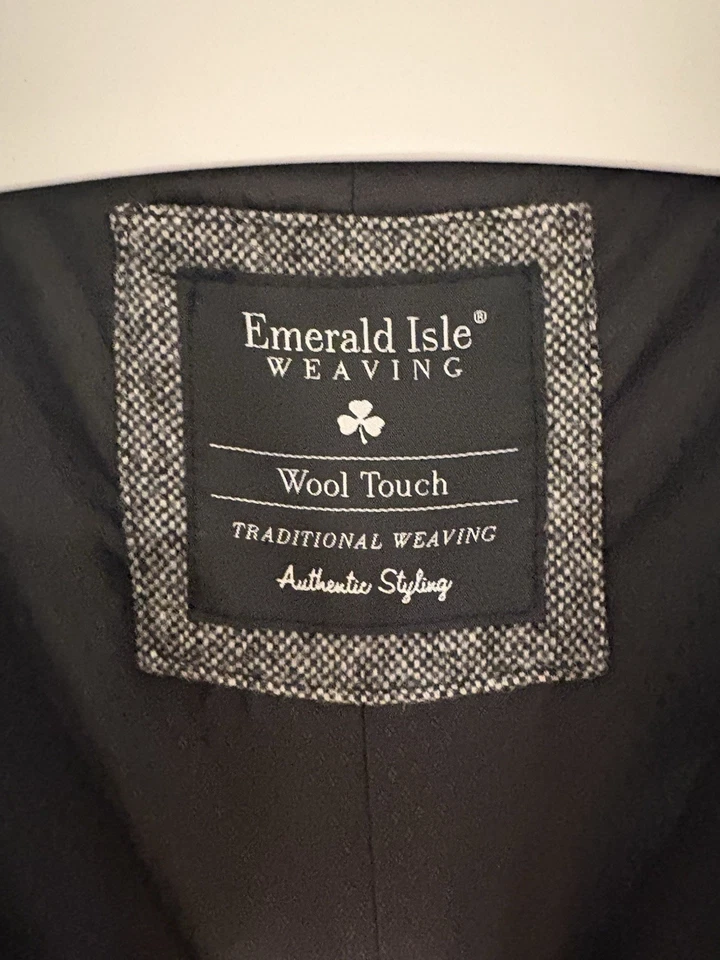 Emerald Isle®
WEAVING
Wool Touch
TRADITIONAL WEAVING
Authentic Styling